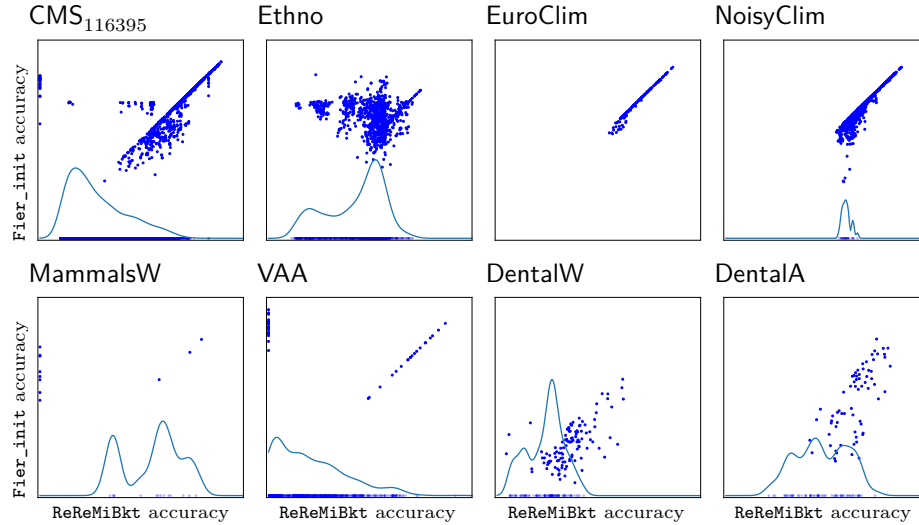 CMS₁₁₆₃₉₅ Ethno EuroClim NoisyClim
Fier_init accuracy
MammalsW VAA DentalW DentalA
Fier_init accuracy
ReReMiBkt accuracy ReReMiBkt accuracy ReReMiBkt accuracy ReReMiBkt accuracy